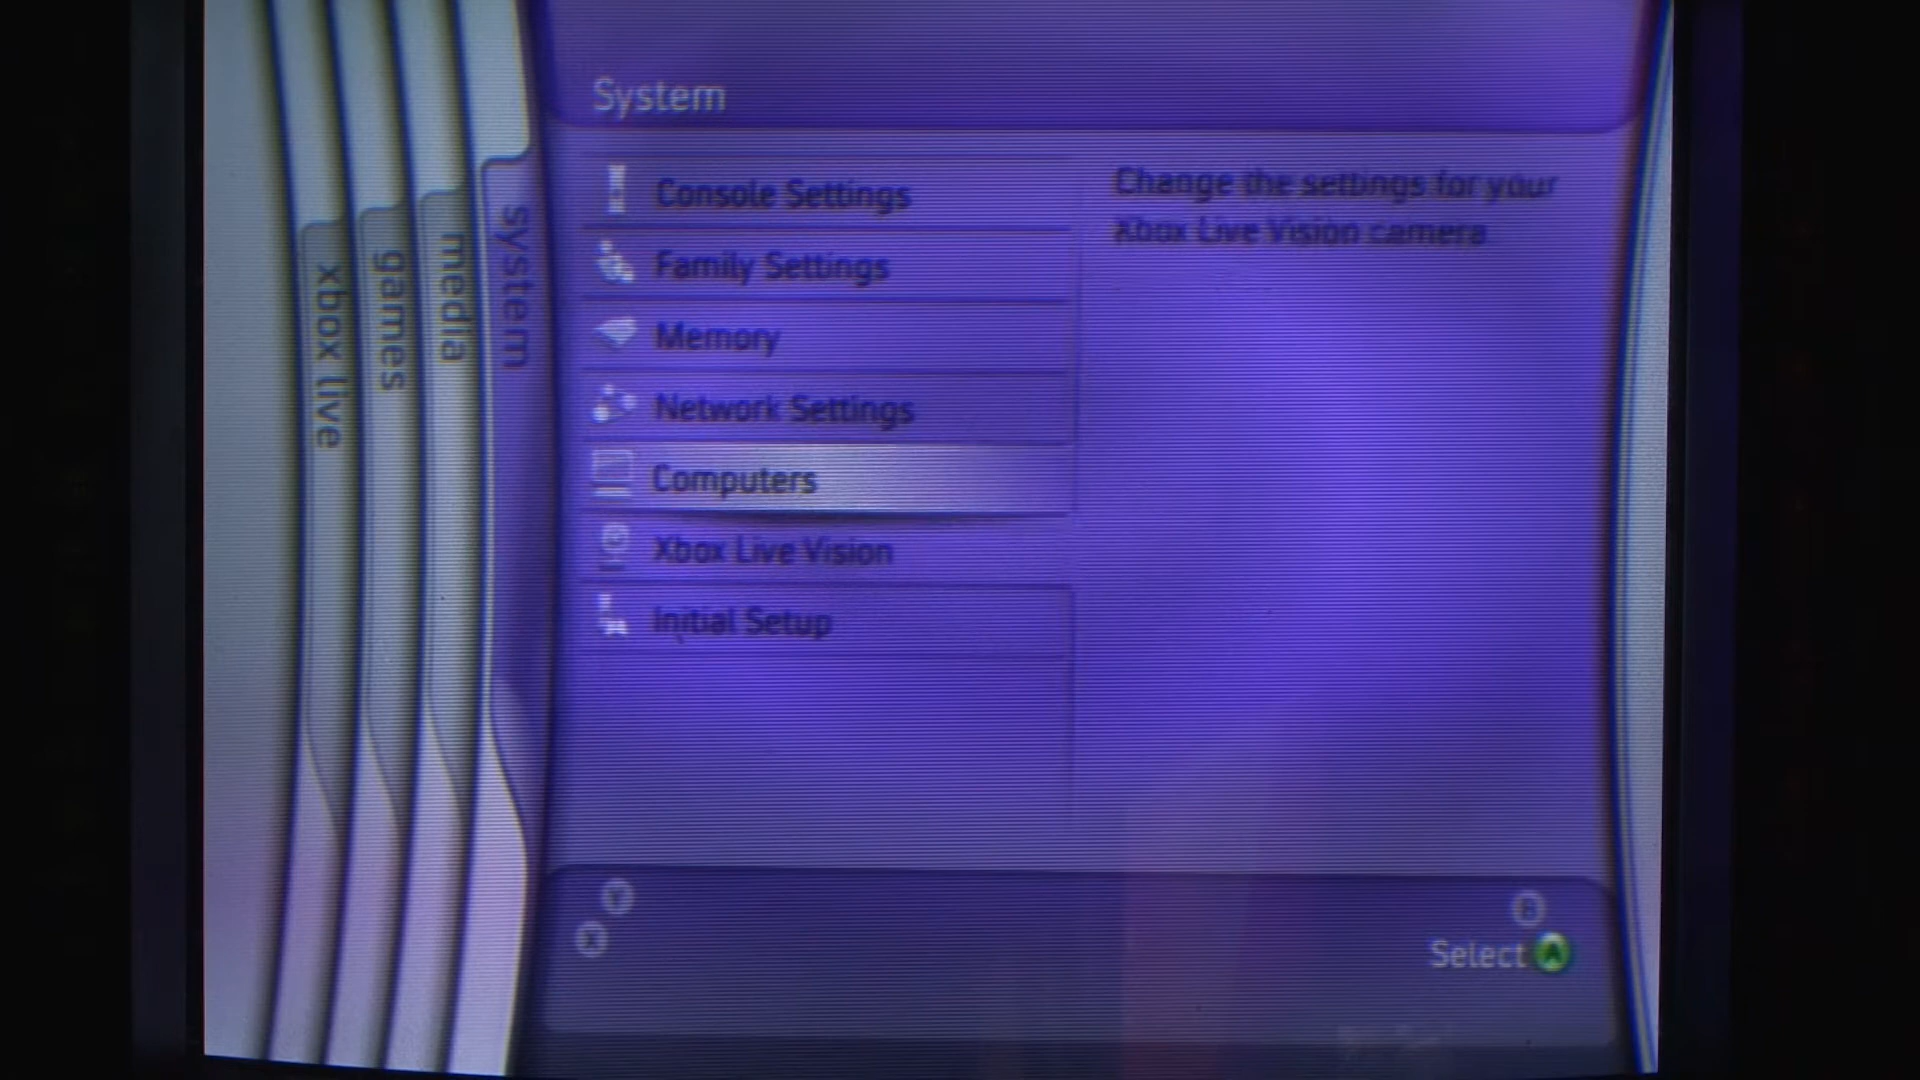 System
Console Settings
Family Settings
Memory
Network Settings
Computers
Xbox Live Vision
Initial Setup
Change the settings for your
Xbox Live Vision camera
xbox live
games
media
system
Y
X
B
Select A